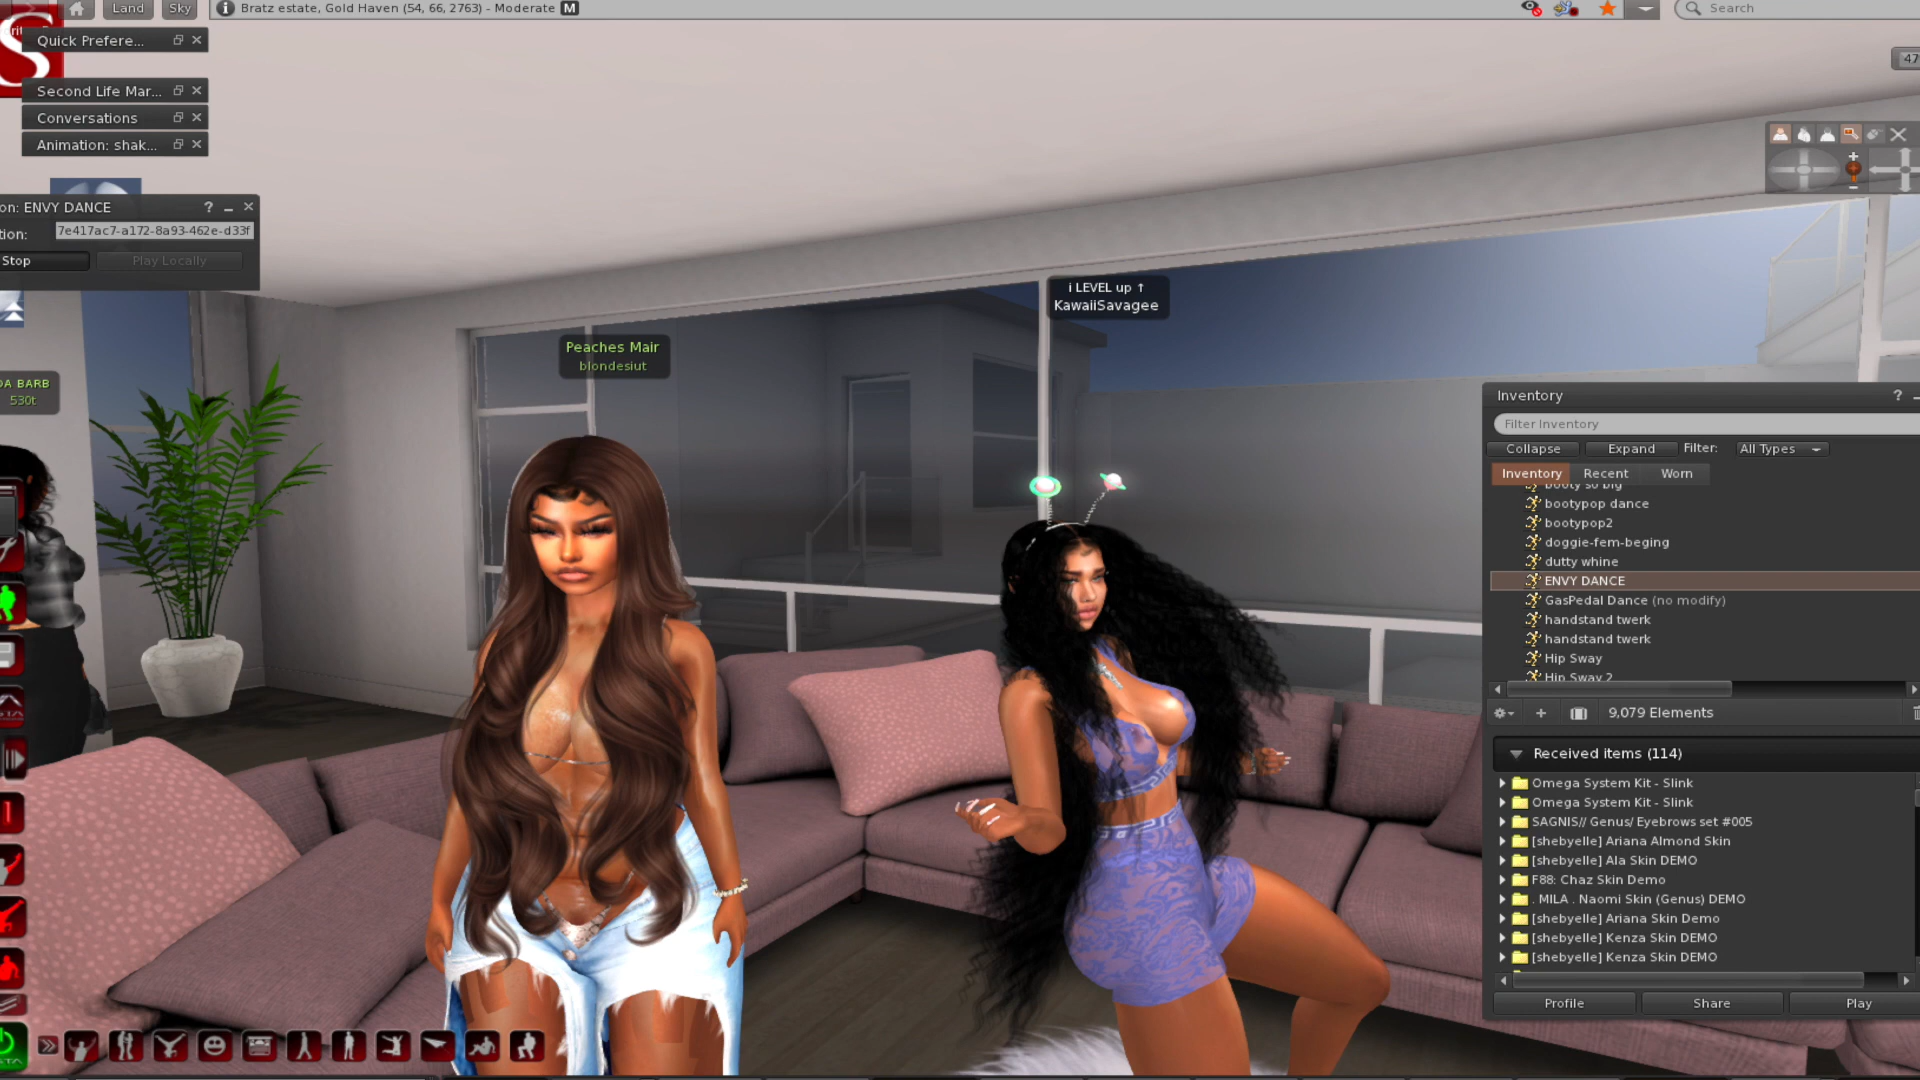 Land
Sky
Bratz estate, Gold Haven (54, 66, 2763) - Moderate M
Search
Quick Prefere...
47
Second Life Mar...
Conversations
Animation: shak...
on: ENVY DANCE
tion: 7e417ac7-a172-8a93-462e-d33f
Stop
Play Locally
i LEVEL up ↑
KawaiiSavagee
Peaches Mair
blondesiut
DA BARB
530t
Inventory
Filter Inventory
Collapse
Expand
Filter:
All Types
Inventory
Recent
Worn
booty so big
bootypop dance
bootypop2
doggie-fem-beging
dutty whine
ENVY DANCE
GasPedal Dance (no modify)
handstand twerk
handstand twerk
Hip Sway
Hip Sway 2
9,079 Elements
Received items (114)
Omega System Kit - Slink
Omega System Kit - Slink
SAGNIS// Genus/ Eyebrows set #005
[shebyelle] Ariana Almond Skin
[shebyelle] Ala Skin DEMO
F88: Chaz Skin Demo
. MILA . Naomi Skin (Genus) DEMO
[shebyelle] Ariana Skin Demo
[shebyelle] Kenza Skin DEMO
[shebyelle] Kenza Skin DEMO
Profile
Share
Play